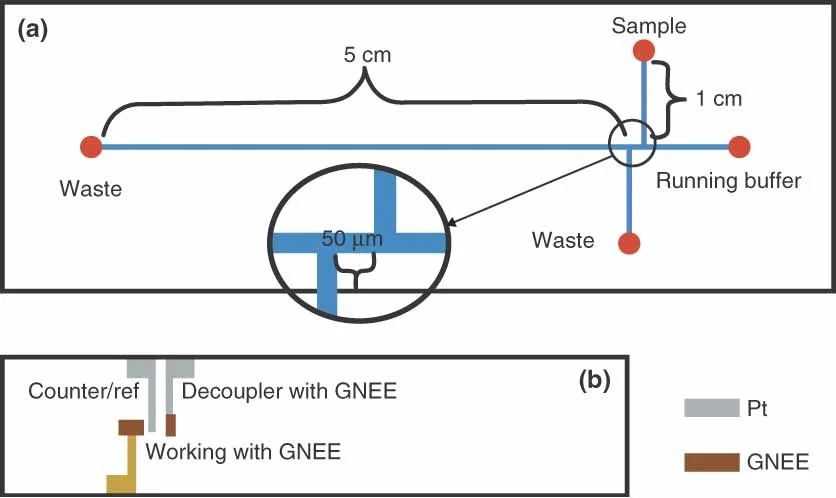 (a)
Sample
5 cm
1 cm
Waste
Running buffer
50 μm
Waste
(b)
Counter/ref
Decoupler with GNEE
Working with GNEE
Pt
GNEE